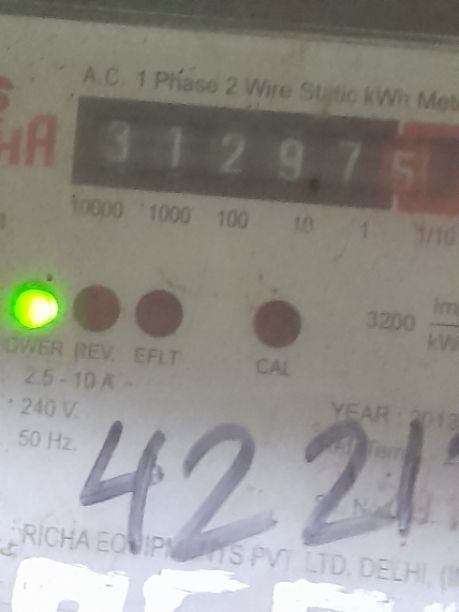 A.C. 1 Phase 2 Wire Static kWh Mete
HA
3 1 2 9 7 5
10000 1000 100 10 1 1/10
3200 Im
kW
POWER REV. EFLT CAL
2.5 - 10 A
240 V.
50 Hz.
YEAR : 2013
4221
RICHA EQUIPMENTS PVT. LTD. DELHI, (I